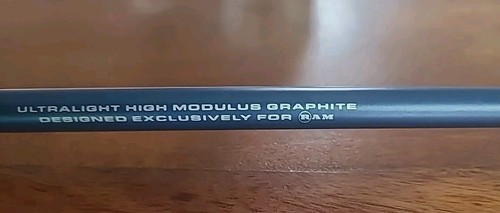 ULTRALIGHT HIGH MODULUS GRAPHITE
DESIGNED EXCLUSIVELY FOR RAM